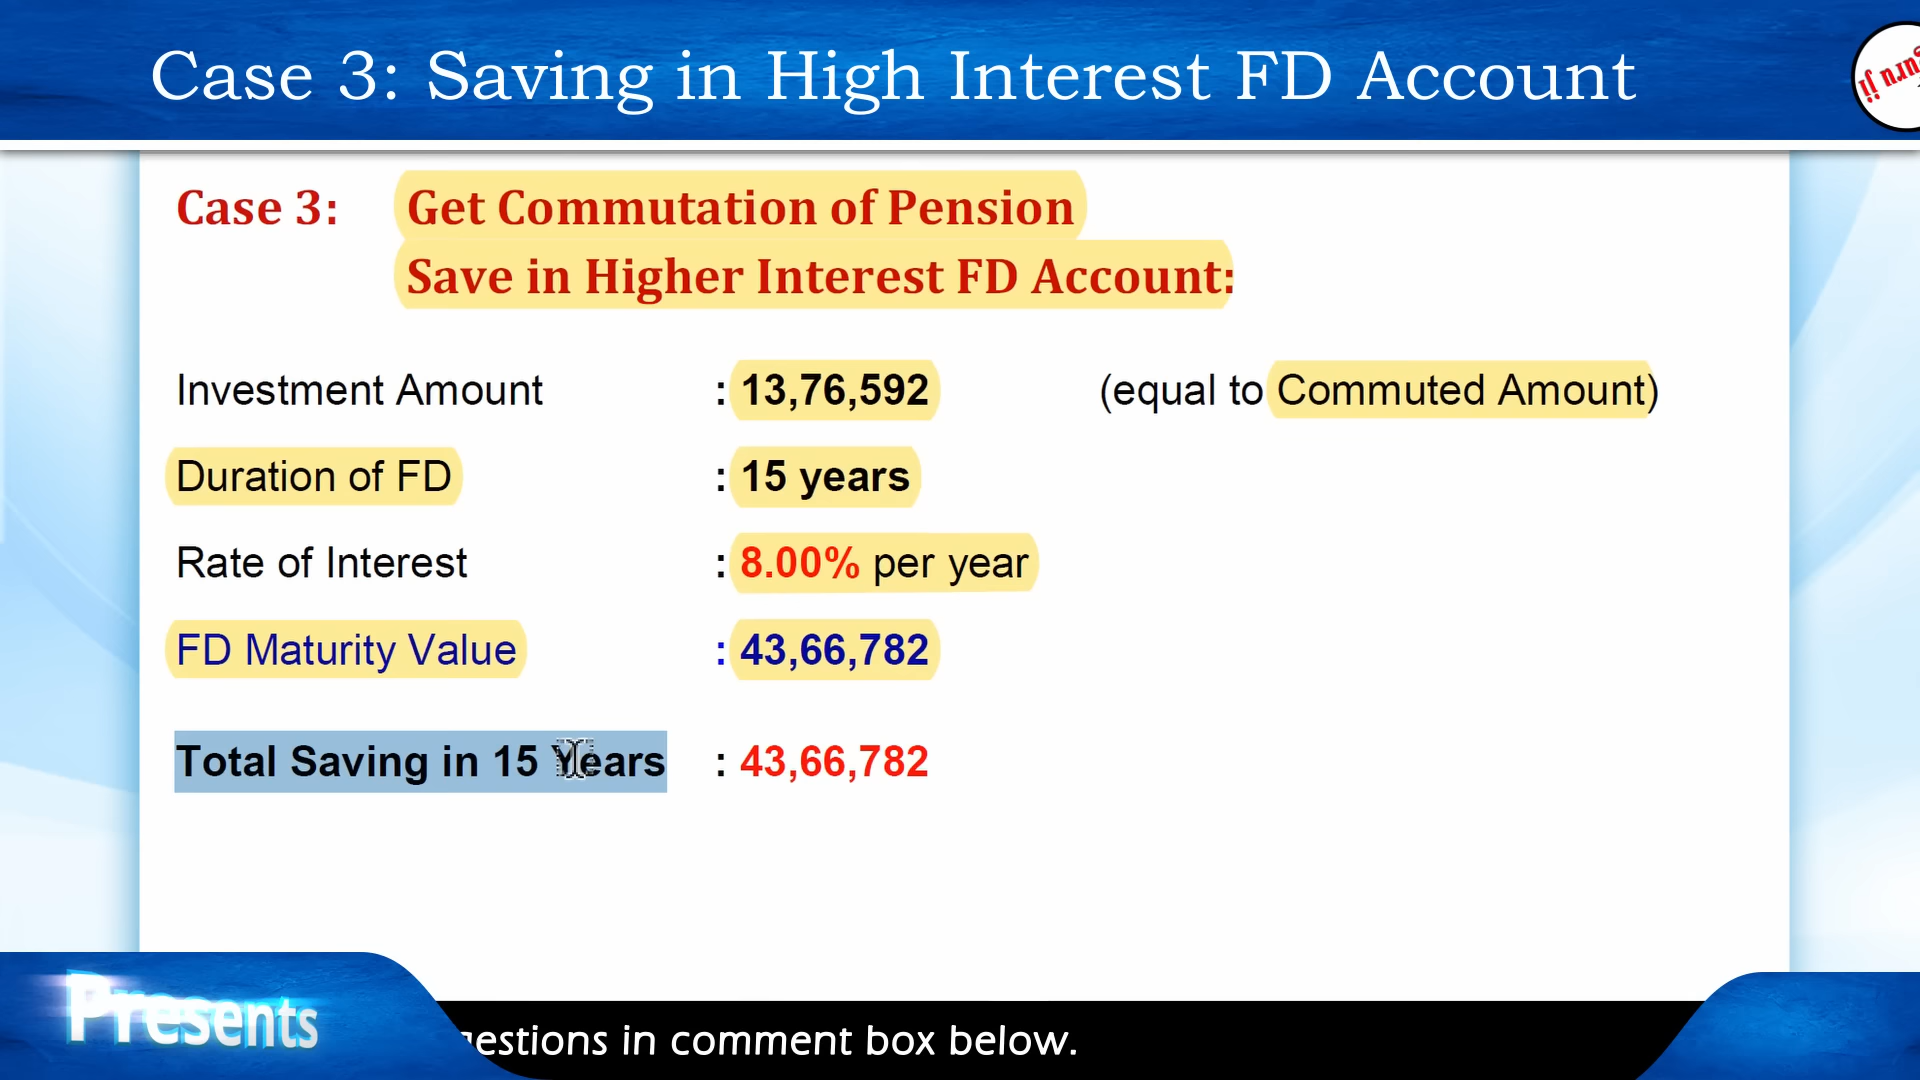 Case 3: Saving in High Interest FD Account
Case 3: Get Commutation of Pension
Save in Higher Interest FD Account:
Investment Amount : 13,76,592 (equal to Commuted Amount)
Duration of FD : 15 years
Rate of Interest : 8.00% per year
FD Maturity Value : 43,66,782
Total Saving in 15 Years : 43,66,782
Presents
in comment box below.